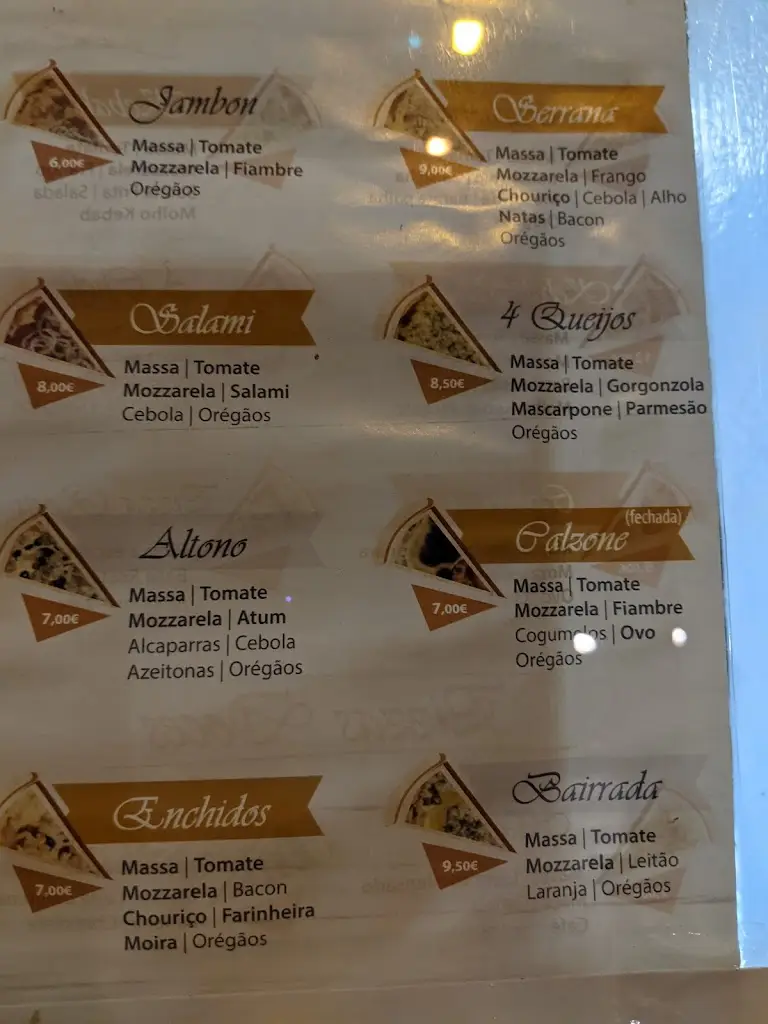 Jambon
6,00€
Massa | Tomate
Mozzarela | Fiambre
Orégãos
Serrana
9,00€
Massa | Tomate
Mozzarela | Frango
Chouriço | Cebola | Alho
Natas | Bacon
Orégãos
Salami
8,00€
Massa | Tomate
Mozzarela | Salami
Cebola | Orégãos
4 Queijos
8,50€
Massa | Tomate
Mozzarela | Gorgonzola
Mascarpone | Parmesão
Orégãos
Altono
7,00€
Massa | Tomate
Mozzarela | Atum
Alcaparras | Cebola
Azeitonas | Orégãos
Calzone (fechada)
7,00€
Massa | Tomate
Mozzarela | Fiambre
Cogumelos | Ovo
Orégãos
Enchidos
7,00€
Massa | Tomate
Mozzarela | Bacon
Chouriço | Farinheira
Moira | Orégãos
Bairrada
9,50€
Massa | Tomate
Mozzarela | Leitão
Laranja | Orégãos